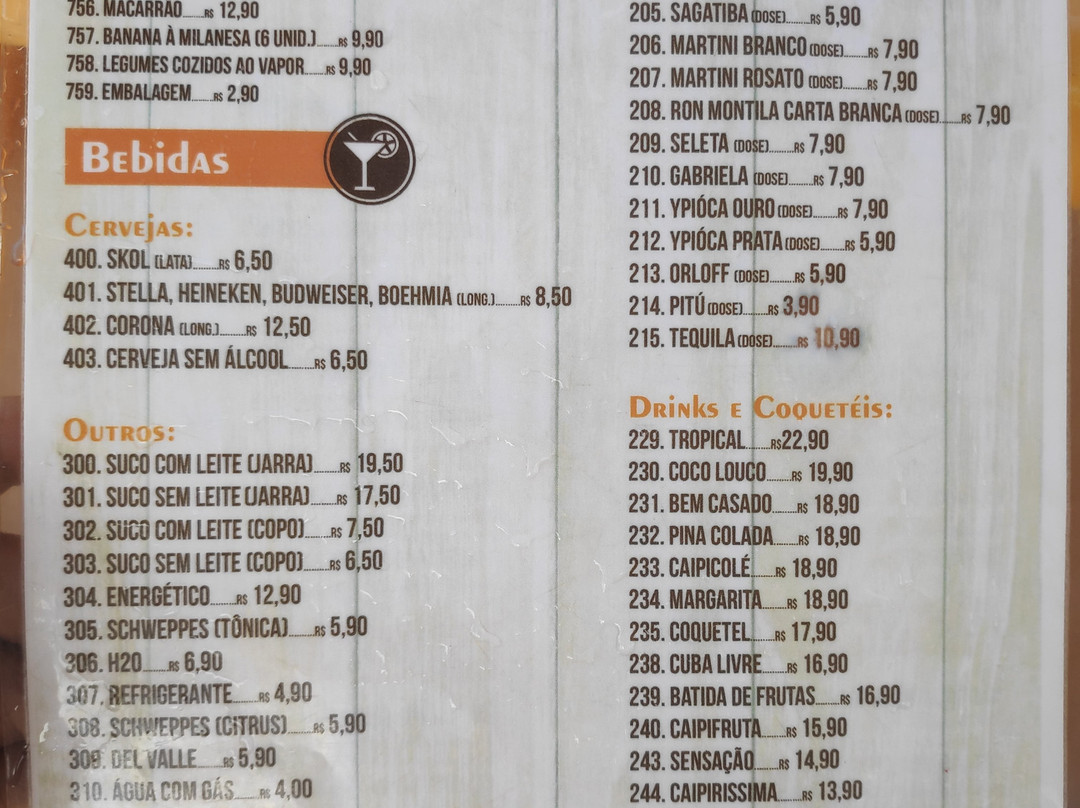 756. MACARRÃO......R$ 12,90
757. BANANA À MILANESA (6 UNID.)......R$ 9,90
758. LEGUMES COZIDOS AO VAPOR......R$ 9,90
759. EMBALAGEM......R$ 2,90
BEBIDAS
CERVEJAS:
400. SKOL (LATA)......R$ 6,50
401. STELLA, HEINEKEN, BUDWEISER, BOEHMIA (LONG.)......R$ 8,50
402. CORONA (LONG.)......R$ 12,50
403. CERVEJA SEM ÁLCOOL......R$ 6,50
OUTROS:
300. SUCO COM LEITE (JARRA)......R$ 19,50
301. SUCO SEM LEITE (JARRA)......R$ 17,50
302. SUCO COM LEITE (COPO)......R$ 7,50
303. SUCO SEM LEITE (COPO)......R$ 6,50
304. ENERGÉTICO......R$ 12,90
305. SCHWEPPES (TÔNICA)......R$ 5,90
306. H2O......R$ 6,90
307. REFRIGERANTE......R$ 4,90
308. SCHWEPPES (CITRUS)......R$ 5,90
309. DEL VALLE......R$ 5,90
310. ÁGUA COM GÁS......R$ 4,00
205. SAGATIBA (DOSE)......R$ 5,90
206. MARTINI BRANCO (DOSE)......R$ 7,90
207. MARTINI ROSATO (DOSE)......R$ 7,90
208. RON MONTILA CARTA BRANCA (DOSE)......R$ 7,90
209. SELETA (DOSE)......R$ 7,90
210. GABRIELA (DOSE)......R$ 7,90
211. YPIÓCA OURO (DOSE)......R$ 7,90
212. YPIÓCA PRATA (DOSE)......R$ 5,90
213. ORLOFF (DOSE)......R$ 5,90
214. PITÚ (DOSE)......R$ 3,90
215. TEQUILA (DOSE)......R$ 10,90
DRINKS E COQUETÉIS:
229. TROPICAL......R$ 22,90
230. COCO LOUCO......R$ 19,90
231. BEM CASADO......R$ 18,90
232. PINA COLADA......R$ 18,90
233. CAIPICOLÉ......R$ 18,90
234. MARGARITA......R$ 18,90
235. COQUETEL......R$ 17,90
238. CUBA LIVRE......R$ 16,90
239. BATIDA DE FRUTAS......R$ 16,90
240. CAIPIFRUTA......R$ 15,90
243. SENSAÇÃO......R$ 14,90
244. CAIPIRISSIMA......R$ 13,90